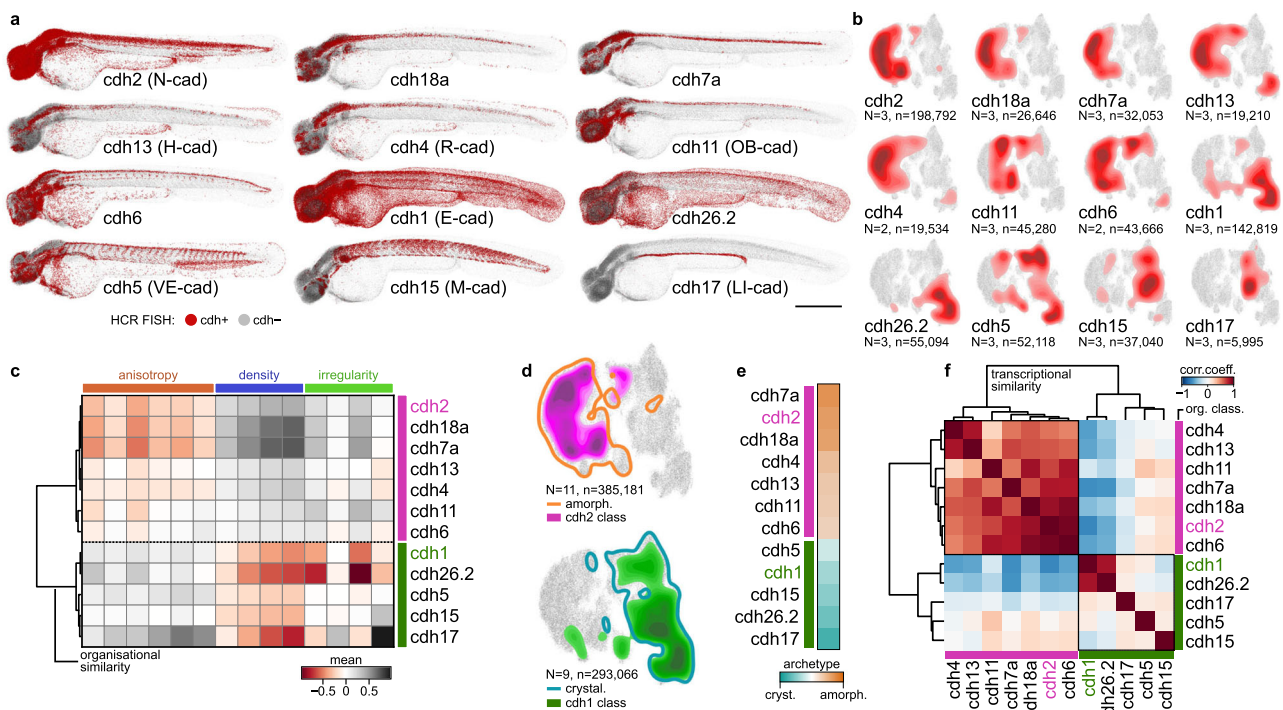 a
cdh2 (N-cad)
cdh18a
cdh7a
cdh13 (H-cad)
cdh4 (R-cad)
cdh11 (OB-cad)
cdh6
cdh1 (E-cad)
cdh26.2
cdh5 (VE-cad)
cdh15 (M-cad)
cdh17 (LI-cad)
HCR FISH: cdh+ cdh−
b
cdh2
N=3, n=198,792
cdh18a
N=3, n=26,646
cdh7a
N=3, n=32,053
cdh13
N=3, n=19,210
cdh4
N=2, n=19,534
cdh11
N=3, n=45,280
cdh6
N=2, n=43,666
cdh1
N=3, n=142,819
cdh26.2
N=3, n=55,094
cdh5
N=3, n=52,118
cdh15
N=3, n=37,040
cdh17
N=3, n=5,995
c
anisotropy density irregularity
cdh2
cdh18a
cdh7a
cdh13
cdh4
cdh11
cdh6
cdh1
cdh26.2
cdh5
cdh15
cdh17
organisational
similarity
mean
−0.5 0 0.5
d
N=11, n=385,181
amorph.
cdh2 class
N=9, n=293,066
crystal.
cdh1 class
e
cdh7a
cdh2
cdh18a
cdh4
cdh13
cdh11
cdh6
cdh5
cdh1
cdh15
cdh26.2
cdh17
archetype
cryst. amorph.
f
transcriptional
similarity
corr.coeff.
−1 0 1
org. class.
cdh4
cdh13
cdh11
cdh7a
cdh18a
cdh2
cdh6
cdh1
cdh26.2
cdh17
cdh5
cdh15
cdh4
cdh13
cdh11
cdh7a
dh18a
cdh2
cdh6
cdh1
dh26.2
cdh17
cdh5
cdh15